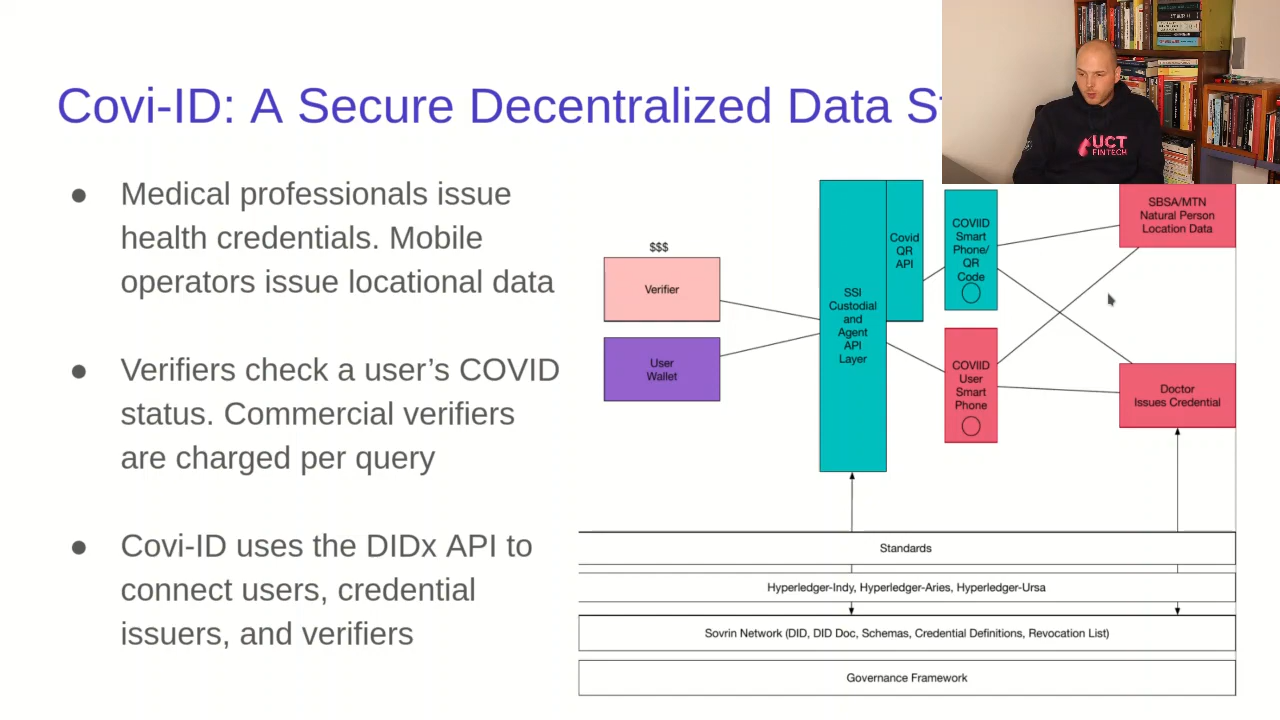 Covi-ID: A Secure Decentralized Data
● Medical professionals issue
health credentials. Mobile
operators issue locational data
● Verifiers check a user’s COVID
status. Commercial verifiers
are charged per query
● Covi-ID uses the DIDx API to
connect users, credential
issuers, and verifiers
$$$
Verifier
User
Wallet
SSI
Custodial
and
Agent
API
Layer
Covid
QR
API
COVIID
Smart
Phone/
QR
Code
COVIID
User
Smart
Phone
SBSA/MTN
Natural Person
Location Data
Doctor
Issues Credential
Standards
Hyperledger-Indy, Hyperledger-Aries, Hyperledger-Ursa
Sovrin Network (DID, DID Doc, Schemas, Credential Definitions, Revocation List)
Governance Framework
UCT
FINTECH